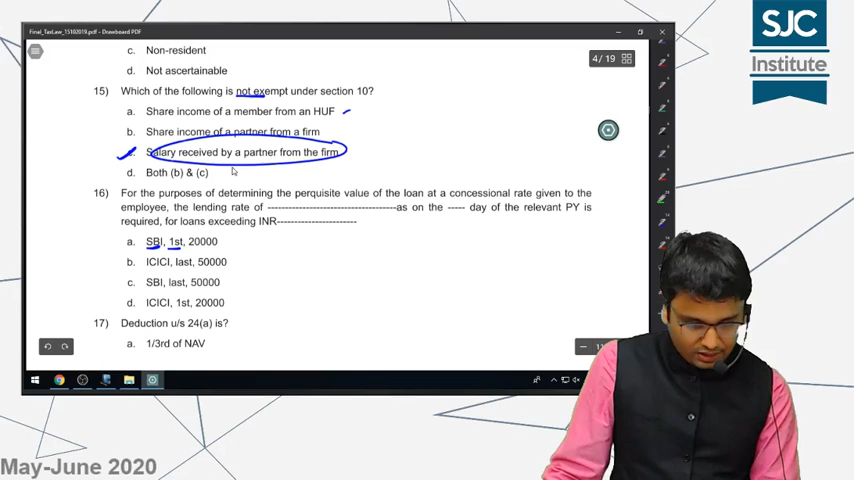 Final_TaxLaw_15102019.pdf - Drawboard PDF
SJC
Institute
4 / 19
c. Non-resident
d. Not ascertainable
15) Which of the following is not exempt under section 10?
a. Share income of a member from an HUF
b. Share income of a partner from a firm
c. Salary received by a partner from the firm
d. Both (b) & (c)
16) For the purposes of determining the perquisite value of the loan at a concessional rate given to the
employee, the lending rate of -------------------------------------as on the ----- day of the relevant PY is
required, for loans exceeding INR-----------------------
a. SBI, 1st, 20000
b. ICICI, last, 50000
c. SBI, last, 50000
d. ICICI, 1st, 20000
17) Deduction u/s 24(a) is?
a. 1/3rd of NAV
May-June 2020